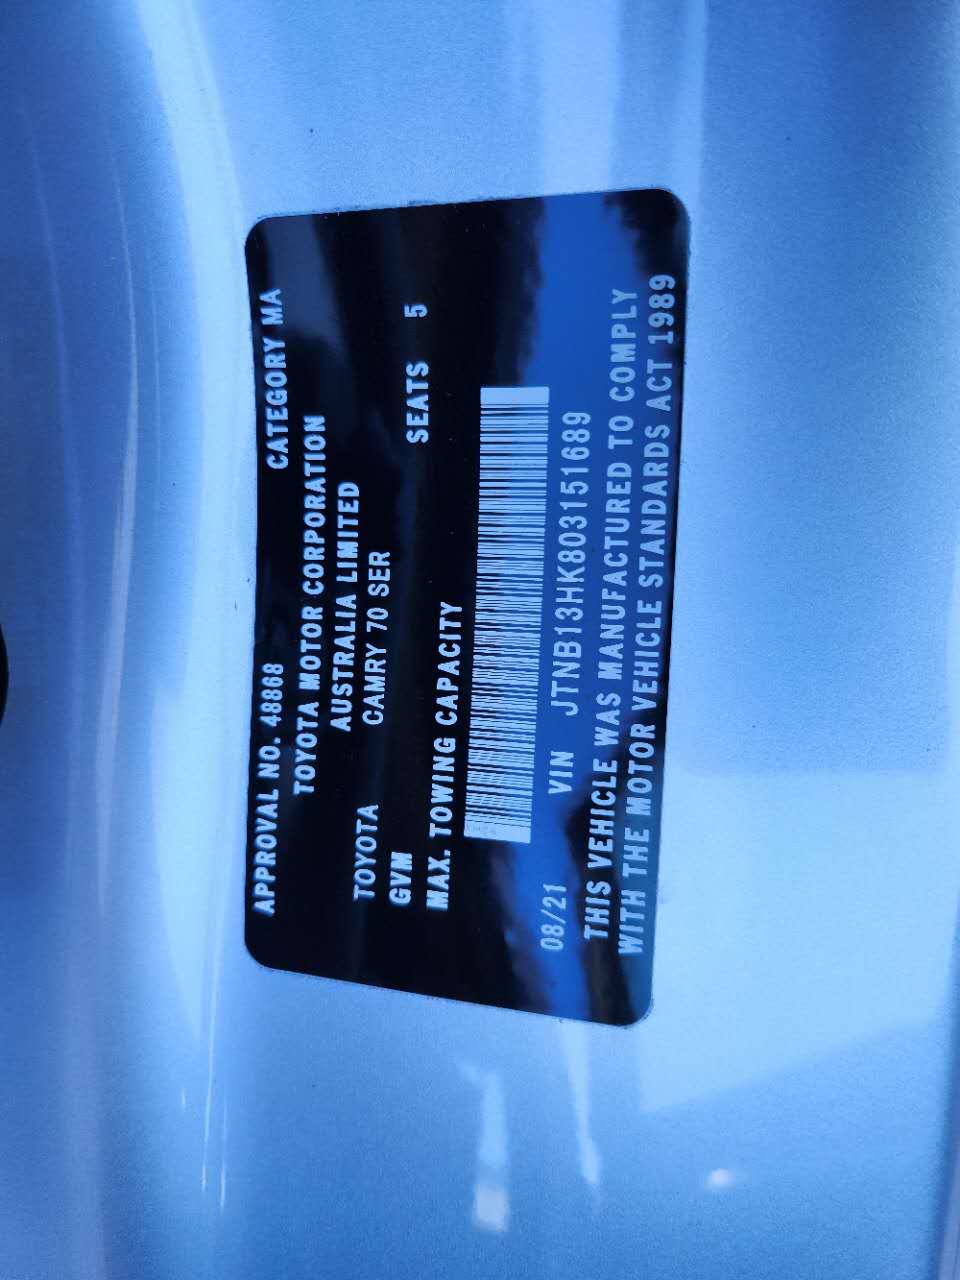 APPROVAL NO. 48868 CATEGORY MA
TOYOTA MOTOR CORPORATION
AUSTRALIA LIMITED
TOYOTA CAMRY 70 SER
GVM SEATS 5
MAX. TOWING CAPACITY
08/21 VIN JTNB13HK803151689
THIS VEHICLE WAS MANUFACTURED TO COMPLY
WITH THE MOTOR VEHICLE STANDARDS ACT 1989